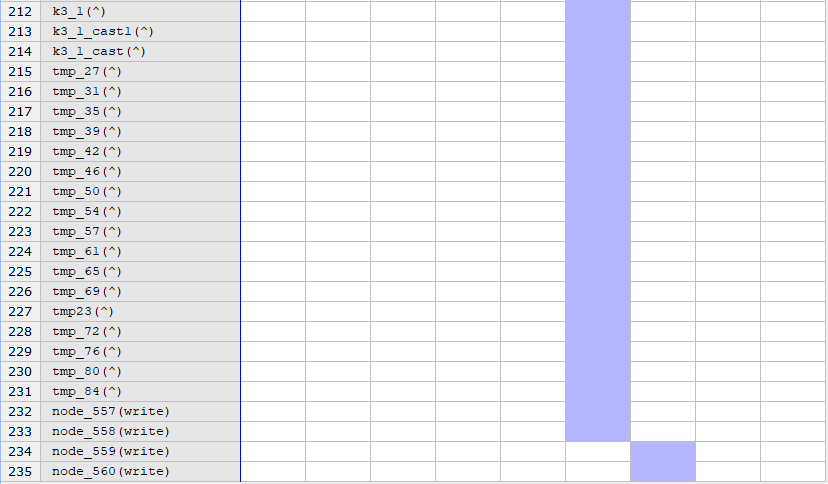 212 k3_1(^)
213 k3_1_cast1(^)
214 k3_1_cast(^)
215 tmp_27(^)
216 tmp_31(^)
217 tmp_35(^)
218 tmp_39(^)
219 tmp_42(^)
220 tmp_46(^)
221 tmp_50(^)
222 tmp_54(^)
223 tmp_57(^)
224 tmp_61(^)
225 tmp_65(^)
226 tmp_69(^)
227 tmp23(^)
228 tmp_72(^)
229 tmp_76(^)
230 tmp_80(^)
231 tmp_84(^)
232 node_557(write)
233 node_558(write)
234 node_559(write)
235 node_560(write)